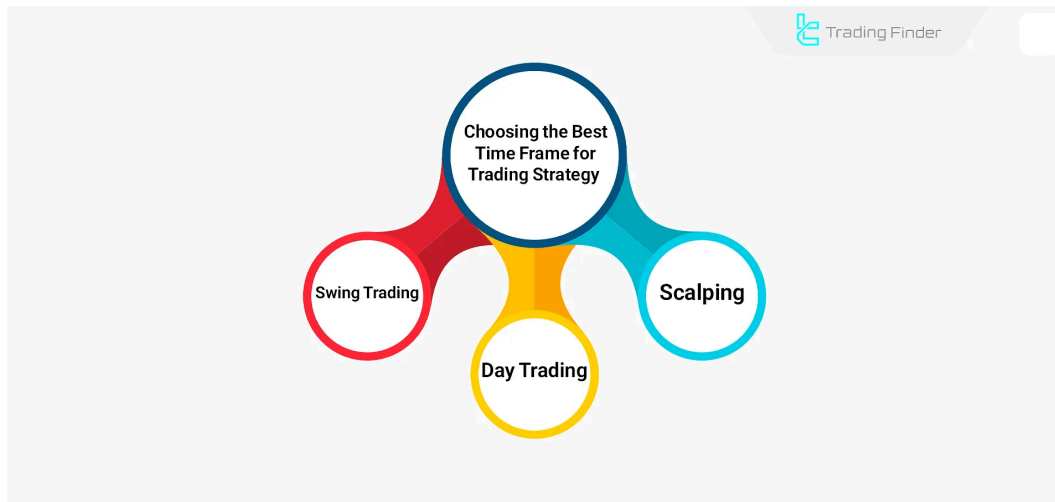 Trading Finder
Choosing the Best
Time Frame for
Trading Strategy
Swing Trading
Scalping
Day Trading